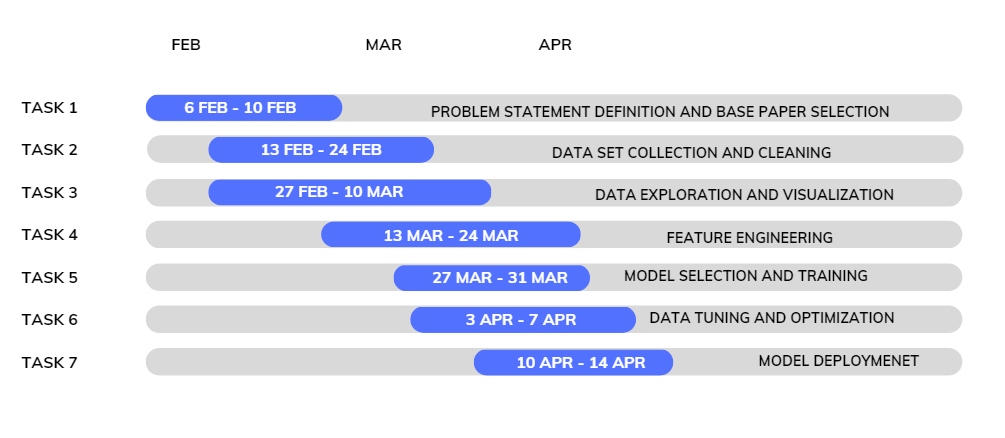 FEB MAR APR
TASK 1 6 FEB - 10 FEB PROBLEM STATEMENT DEFINITION AND BASE PAPER SELECTION
TASK 2 13 FEB - 24 FEB DATA SET COLLECTION AND CLEANING
TASK 3 27 FEB - 10 MAR DATA EXPLORATION AND VISUALIZATION
TASK 4 13 MAR - 24 MAR FEATURE ENGINEERING
TASK 5 27 MAR - 31 MAR MODEL SELECTION AND TRAINING
TASK 6 3 APR - 7 APR DATA TUNING AND OPTIMIZATION
TASK 7 10 APR - 14 APR MODEL DEPLOYMENET